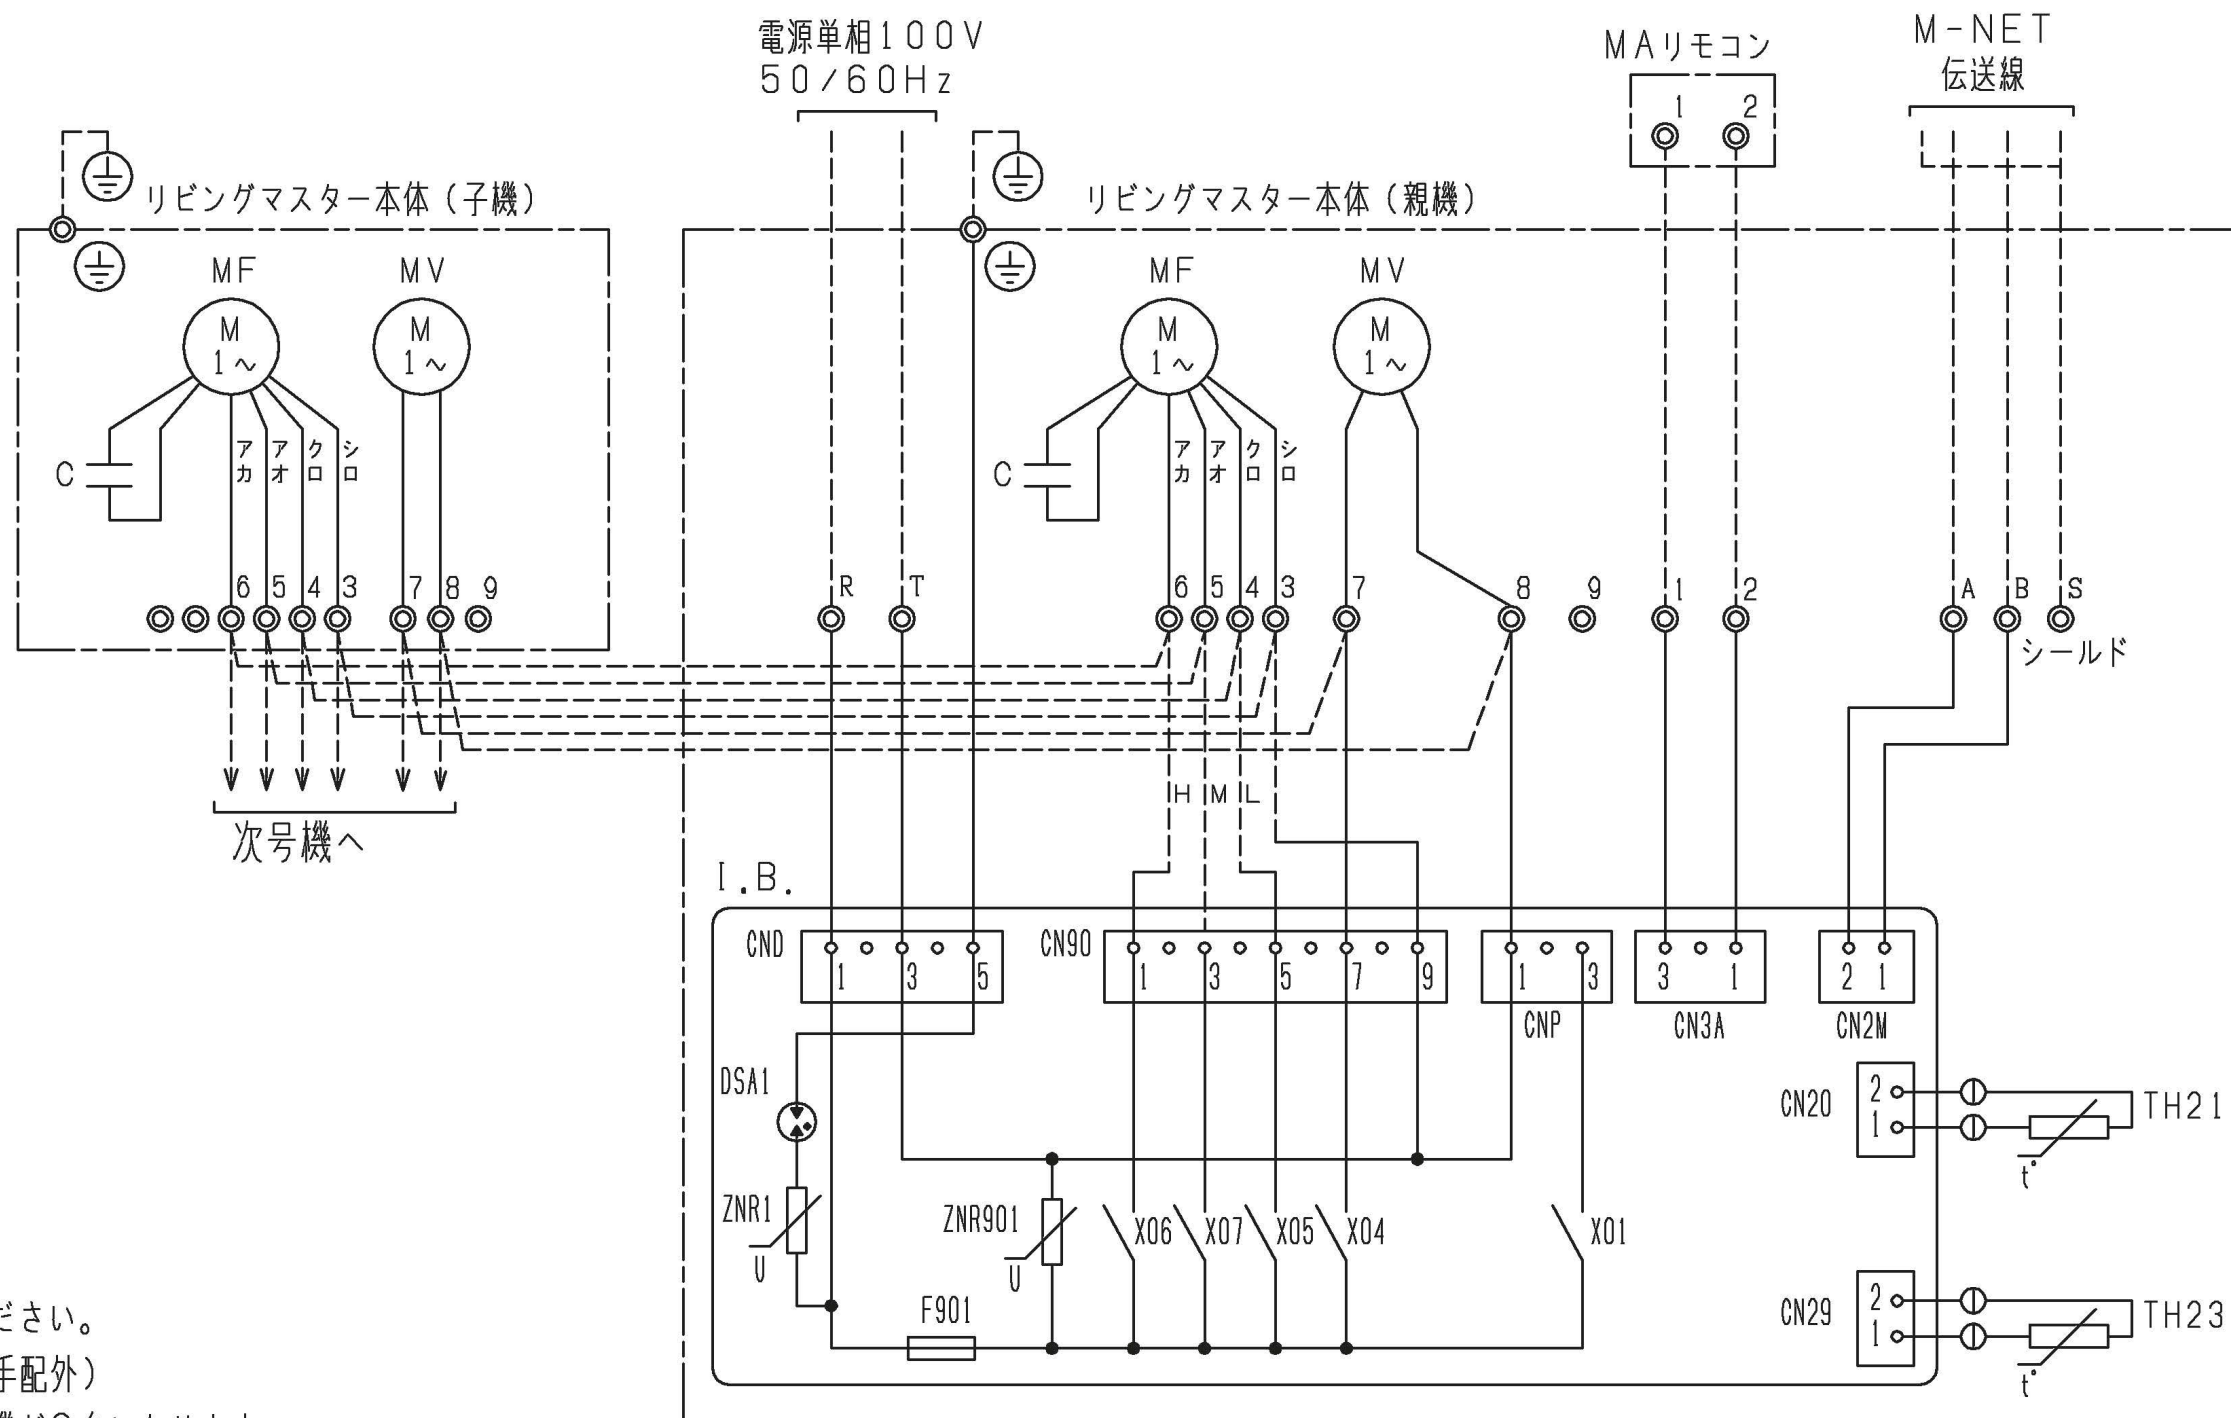 電源単相100V
50/60Hz
MAリモコン
1 2
M-NET
伝送線
リビングマスター本体(子機)
リビングマスター本体(親機)
MF MV
M
1~
M
1~
C
アカ アオ クロ シロ
6 5 4 3 7 8 9
次号機へ
MF MV
M
1~
M
1~
C
アカ アオ クロ シロ
R T
6 5 4 3 7 8 9
1 2
A B S
シールド
H M L
I.B.
CND
1 3 5
CN90
1 3 5 7 9
1 3
CNP
3 1
CN3A
2 1
CN2M
DSA1
ZNR1
U
ZNR901
U
F901
X06 X07 X05 X04 X01
CN20
2
1
TH21
t°
CN29
2
1
TH23
t°
ださい。
手配外)